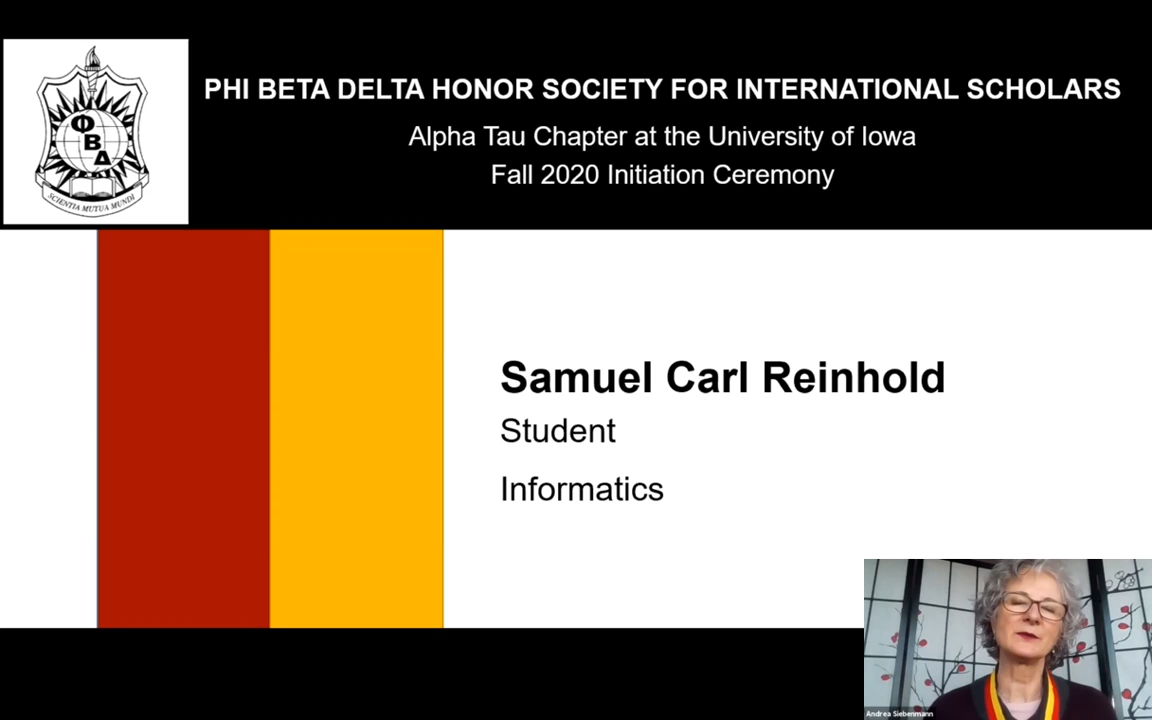 PHI BETA DELTA HONOR SOCIETY FOR INTERNATIONAL SCHOLARS
Alpha Tau Chapter at the University of Iowa
Fall 2020 Initiation Ceremony
Φ
Β
Δ
SCIENTIA MUTUA MUNDI
Samuel Carl Reinhold
Student
Informatics
Andrea Siebenmann